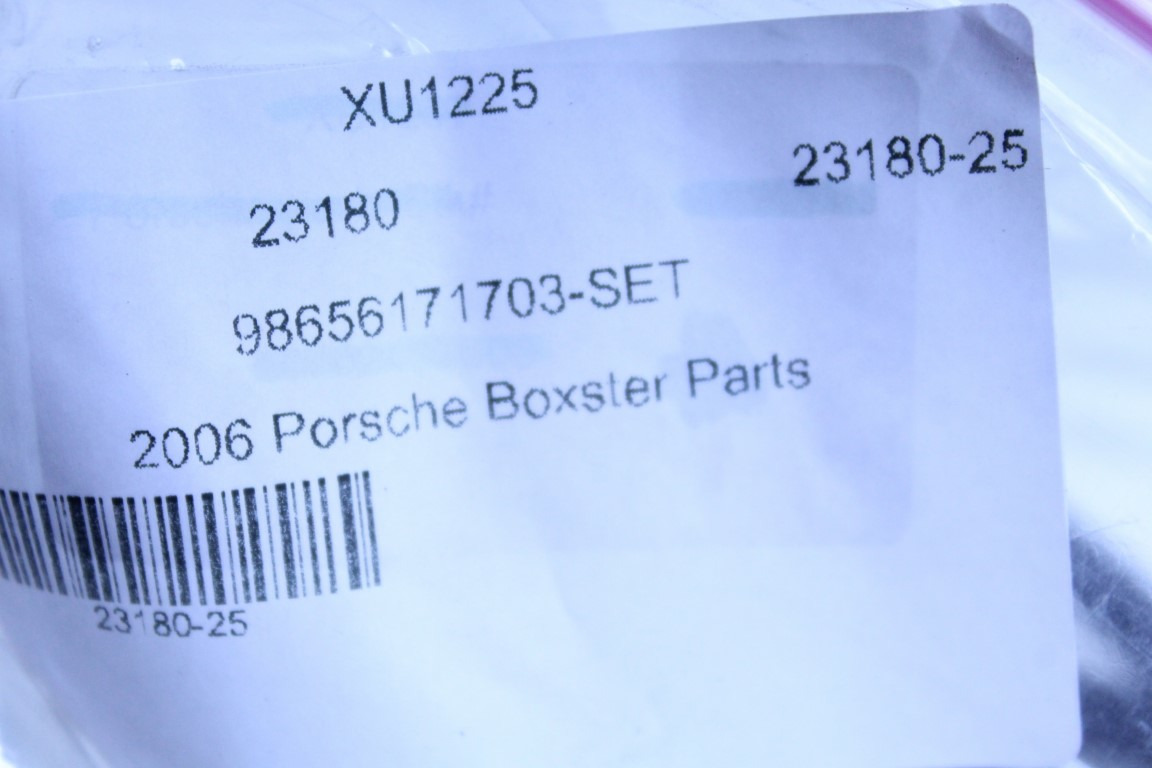 XU1225
23180-25
23180
98656171703-SET
2006 Porsche Boxster Parts
23180-25